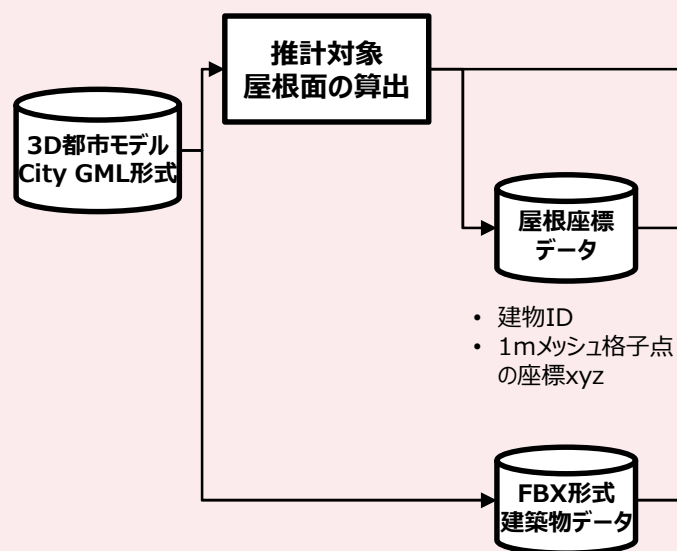 推計対象
屋根面の算出
3D都市モデル
City GML形式
屋根座標
データ
• 建物ID
• 1mメッシュ格子点
の座標xyz
FBX形式
建築物データ